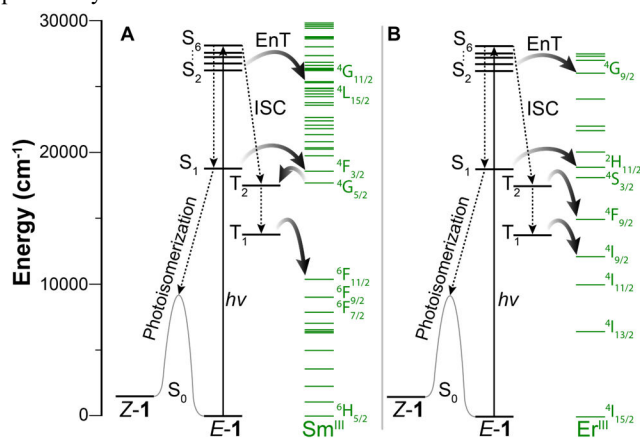 30000
20000
10000
0
Energy (cm⁻¹)
A
S₆
S₂
EnT
ISC
S₁
T₂
T₁
Photoisomerization
hν
S₀
Z-1
E-1
⁴G₁₁/₂
⁴L₁₅/₂
⁴F₃/₂
⁴G₅/₂
⁶F₁₁/₂
⁶F₉/₂
⁶F₇/₂
⁶H₅/₂
Smᴵᴵᴵ
B
S₆
S₂
EnT
ISC
S₁
T₂
T₁
Photoisomerization
hν
S₀
Z-1
E-1
⁴G₉/₂
²H₁₁/₂
⁴S₃/₂
⁴F₉/₂
⁴I₉/₂
⁴I₁₁/₂
⁴I₁₃/₂
⁴I₁₅/₂
Erᴵᴵᴵ